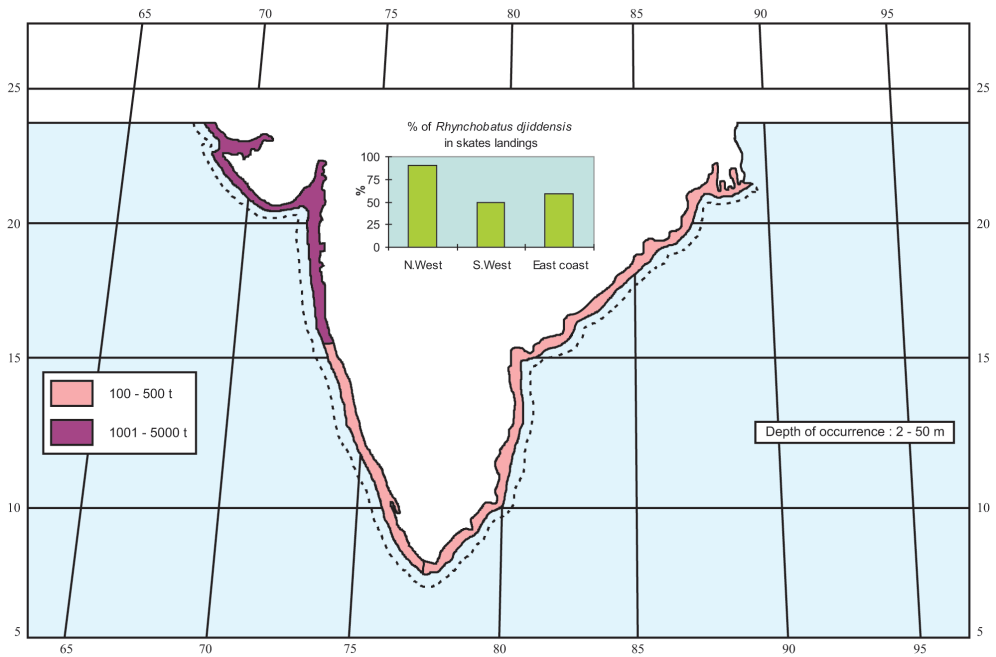 65 70 75 80 85 90 95
25 25
% of Rhynchobatus djiddensis
in skates landings
100
75
50
25
0
%
N.West S.West East coast
20 20
15 15
100 - 500 t
1001 - 5000 t
Depth of occurrence : 2 - 50 m
10 10
5 5
65 70 75 80 85 90 95